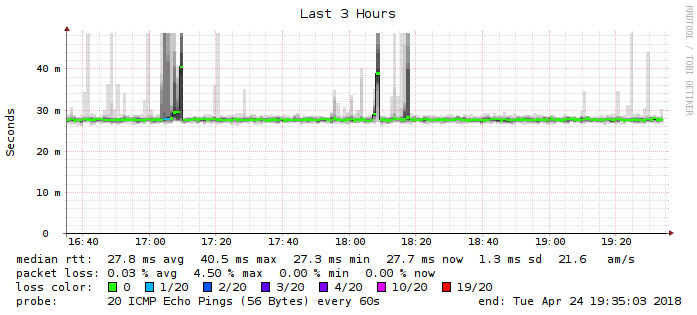 Last 3 Hours
RRDTOOL / TOBI OETIKER
Seconds
40 m
30 m
20 m
10 m
0
16:40 17:00 17:20 17:40 18:00 18:20 18:40 19:00 19:20
median rtt: 27.8 ms avg 40.5 ms max 27.3 ms min 27.7 ms now 1.3 ms sd 21.6 am/s
packet loss: 0.03 % avg 4.50 % max 0.00 % min 0.00 % now
loss color: 0 1/20 2/20 3/20 4/20 10/20 19/20
probe: 20 ICMP Echo Pings (56 Bytes) every 60s end: Tue Apr 24 19:35:03 2018